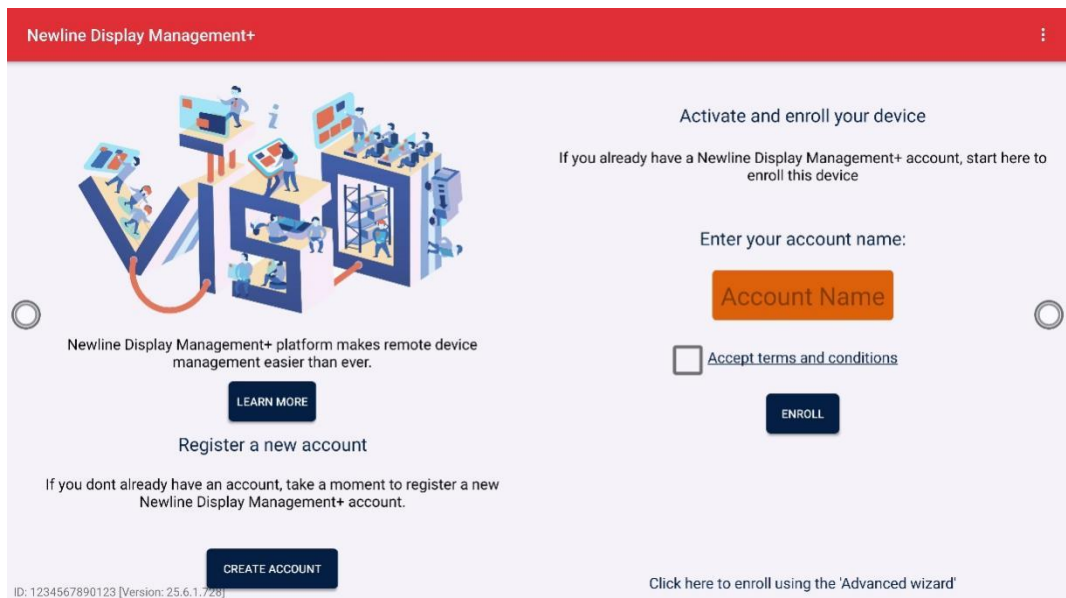 Newline Display Management+
Newline Display Management+ platform makes remote device
management easier than ever.
LEARN MORE
Register a new account
If you dont already have an account, take a moment to register a new
Newline Display Management+ account.
CREATE ACCOUNT
ID: 1234567890123 [Version: 25.6.1.728]
Activate and enroll your device
If you already have a Newline Display Management+ account, start here to
enroll this device
Enter your account name:
Account Name
Accept terms and conditions
ENROLL
Click here to enroll using the 'Advanced wizard'